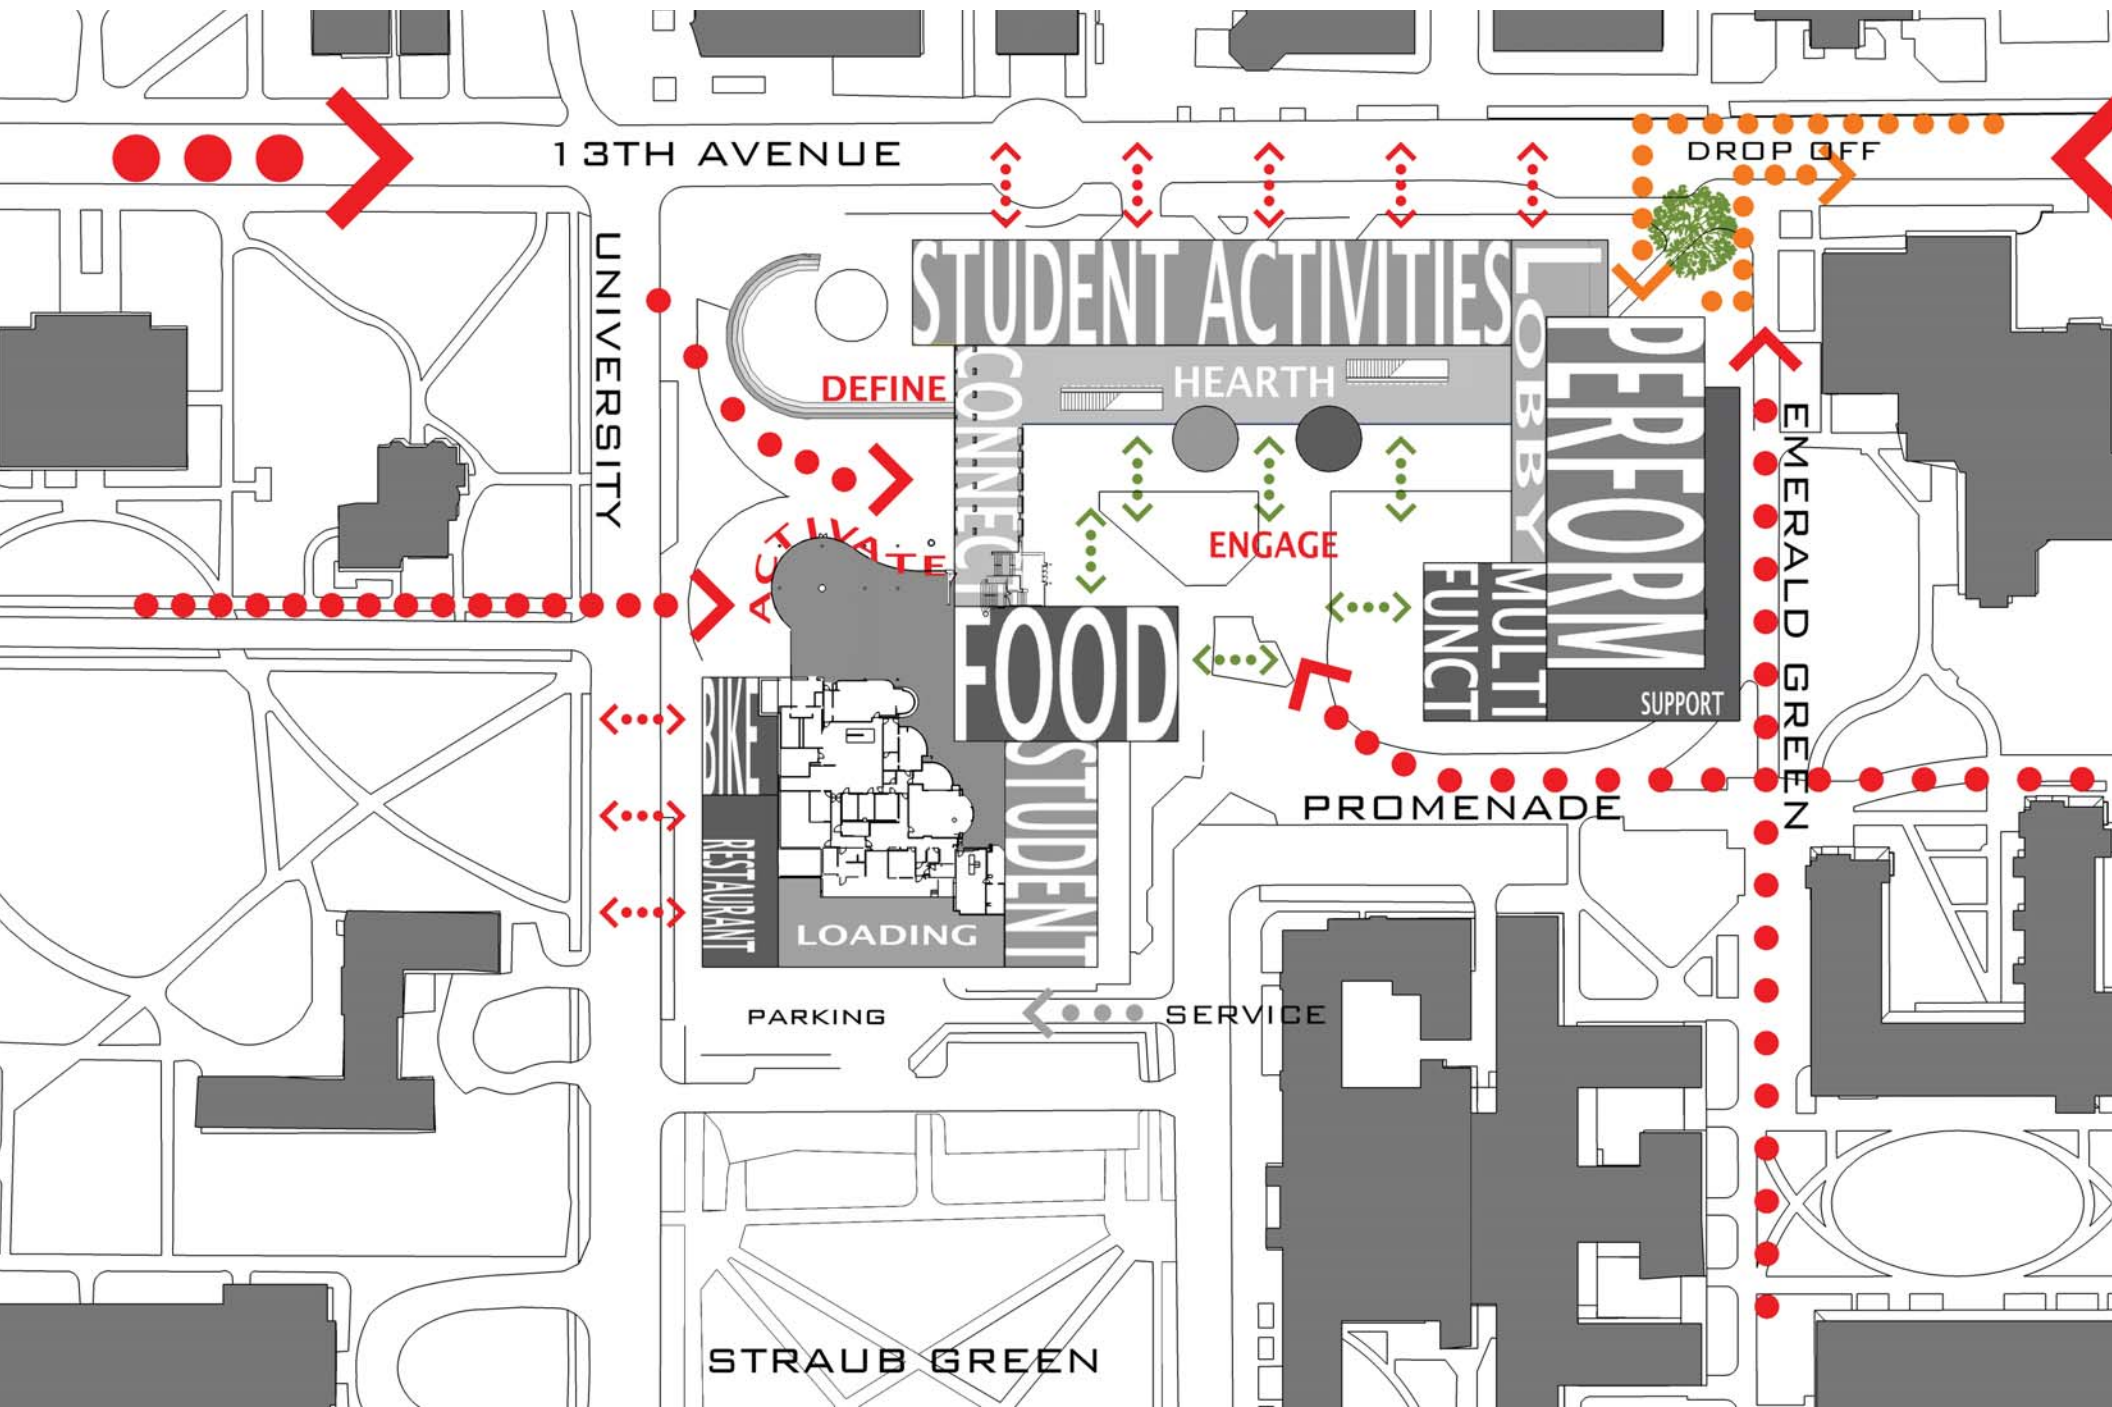 13TH AVENUE
DROP OFF
UNIVERSITY
STUDENT ACTIVITIES
LOBBY
PERFORM
HEARTH
DEFINE
CONNECT
EMERALD GREEN
ACTIVATE
ENGAGE
FOOD
MULTI
FUNCT
SUPPORT
BIKE
STUDENT
PROMENADE
RESTAURANT
LOADING
PARKING
SERVICE
STRAUB GREEN